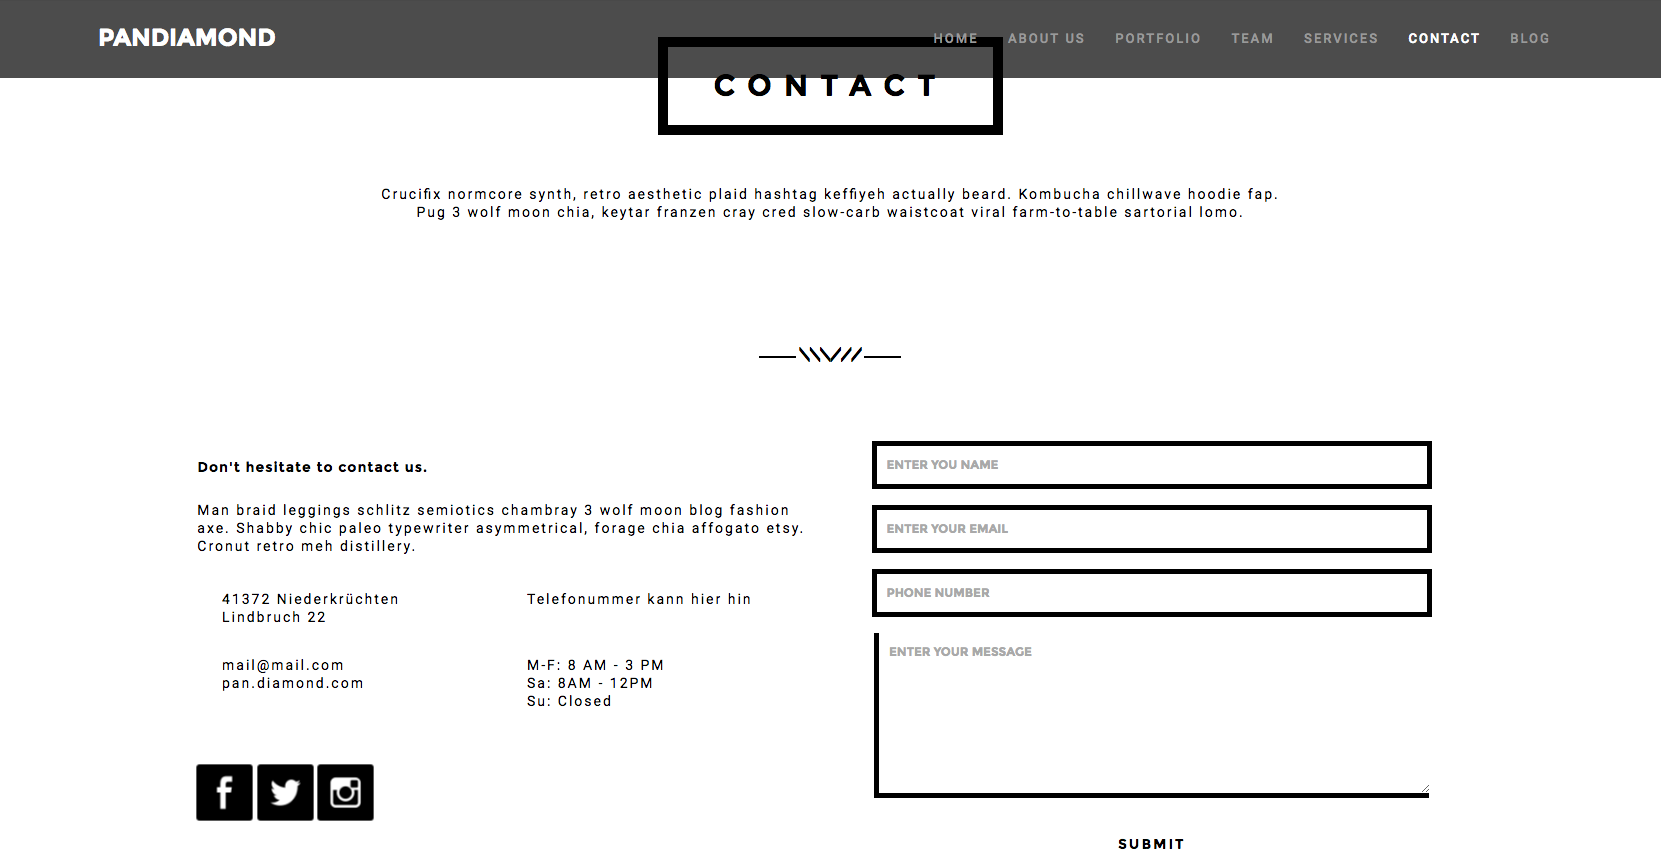 PANDIAMOND
HOME ABOUT US PORTFOLIO TEAM SERVICES CONTACT BLOG
CONTACT
Crucifix normcore synth, retro aesthetic plaid hashtag keffiyeh actually beard. Kombucha chillwave hoodie fap.
Pug 3 wolf moon chia, keytar franzen cray cred slow-carb waistcoat viral farm-to-table sartorial lomo.
Don't hesitate to contact us.
Man braid leggings schlitz semiotics chambray 3 wolf moon blog fashion
axe. Shabby chic paleo typewriter asymmetrical, forage chia affogato etsy.
Cronut retro meh distillery.
41372 Niederkrüchten
Lindbruch 22
Telefonummer kann hier hin
mail@mail.com
pan.diamond.com
M-F: 8 AM - 3 PM
Sa: 8AM - 12PM
Su: Closed
ENTER YOU NAME
ENTER YOUR EMAIL
PHONE NUMBER
ENTER YOUR MESSAGE
SUBMIT